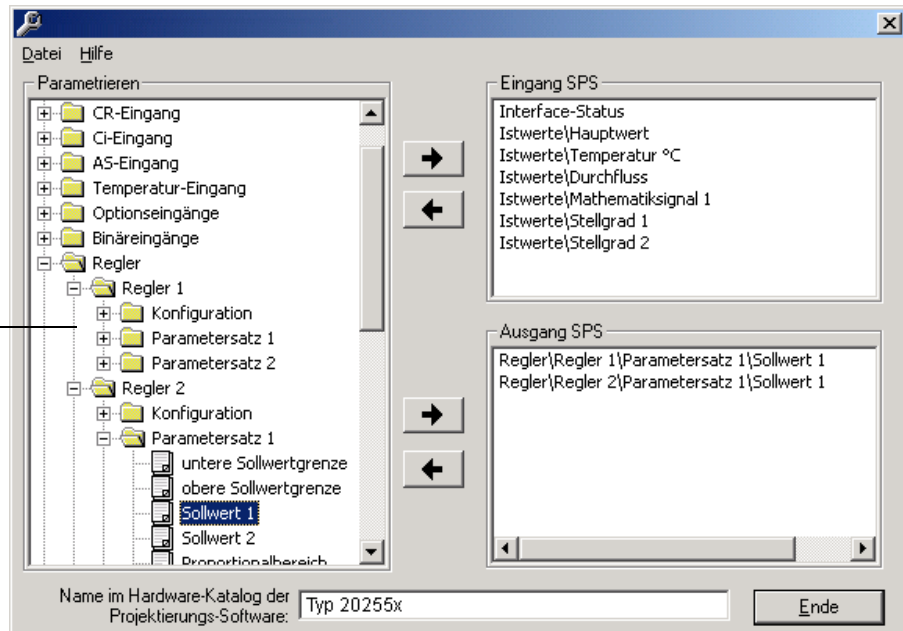 Datei Hilfe
Parametrieren
CR-Eingang
Ci-Eingang
AS-Eingang
Temperatur-Eingang
Optionseingänge
Binäreingänge
Regler
Regler 1
Konfiguration
Parametersatz 1
Parametersatz 2
Regler 2
Konfiguration
Parametersatz 1
untere Sollwertgrenze
obere Sollwertgrenze
Sollwert 1
Sollwert 2
Proportionalbereich
Eingang SPS
Interface-Status
Istwerte\Hauptwert
Istwerte\Temperatur °C
Istwerte\Durchfluss
Istwerte\Mathematiksignal 1
Istwerte\Stellgrad 1
Istwerte\Stellgrad 2
Ausgang SPS
Regler\Regler 1\Parametersatz 1\Sollwert 1
Regler\Regler 2\Parametersatz 1\Sollwert 1
Name im Hardware-Katalog der
Projektierungs-Software:
Typ 20255x
Ende